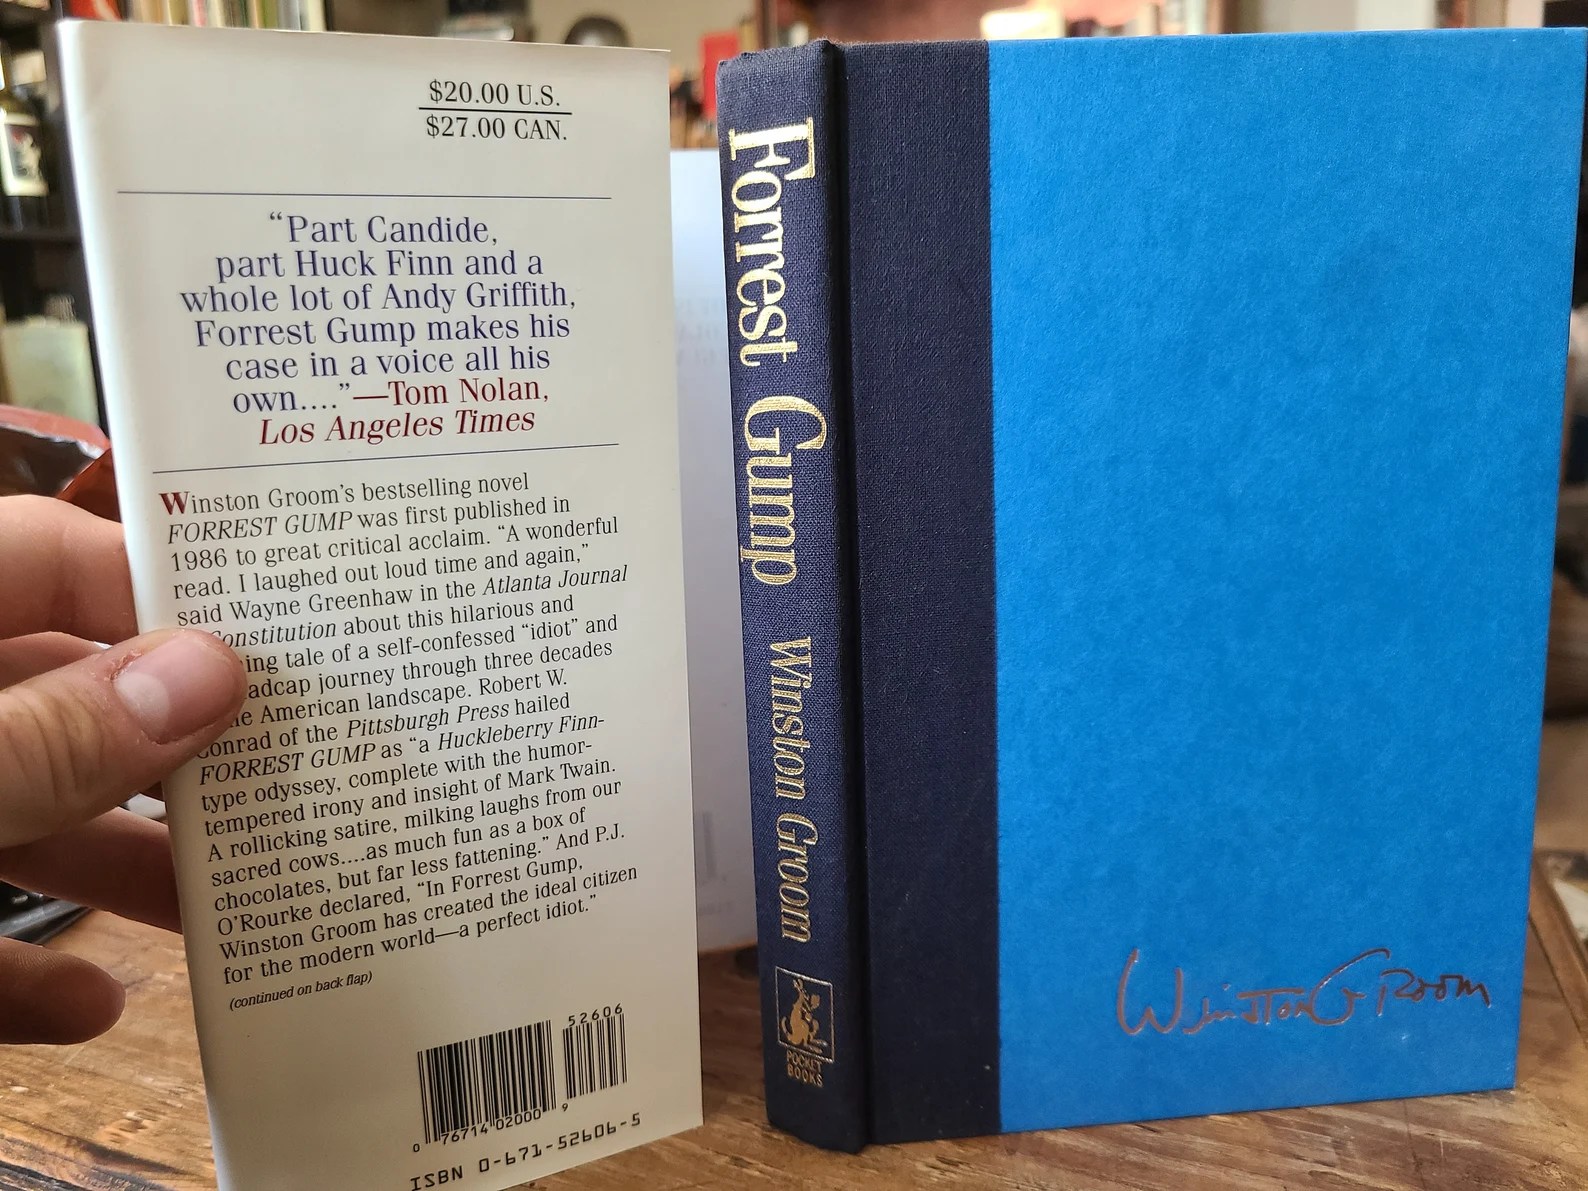 $20.00 U.S.
$27.00 CAN.
“Part Candide,
part Huck Finn and a
whole lot of Andy Griffith,
Forrest Gump makes his
case in a voice all his
own....”—Tom Nolan,
Los Angeles Times
Winston Groom’s bestselling novel
FORREST GUMP was first published in
1986 to great critical acclaim. “A wonderful
read. I laughed out loud time and again,”
said Wayne Greenhaw in the Atlanta Journal
Constitution about this hilarious and
ing tale of a self-confessed “idiot” and
adcap journey through three decades
e American landscape. Robert W.
Conrad of the Pittsburgh Press hailed
FORREST GUMP as “a Huckleberry Finn-
type odyssey, complete with the humor-
tempered irony and insight of Mark Twain.
A rollicking satire, milking laughs from our
sacred cows....as much fun as a box of
chocolates, but far less fattening.” And P.J.
O’Rourke declared, “In Forrest Gump,
Winston Groom has created the ideal citizen
for the modern world—a perfect idiot.”
(continued on back flap)
52606
0 76714 02000 9
ISBN 0-671-52606-5
Forrest Gump Winston Groom
POCKET
BOOKS
Winston Groom